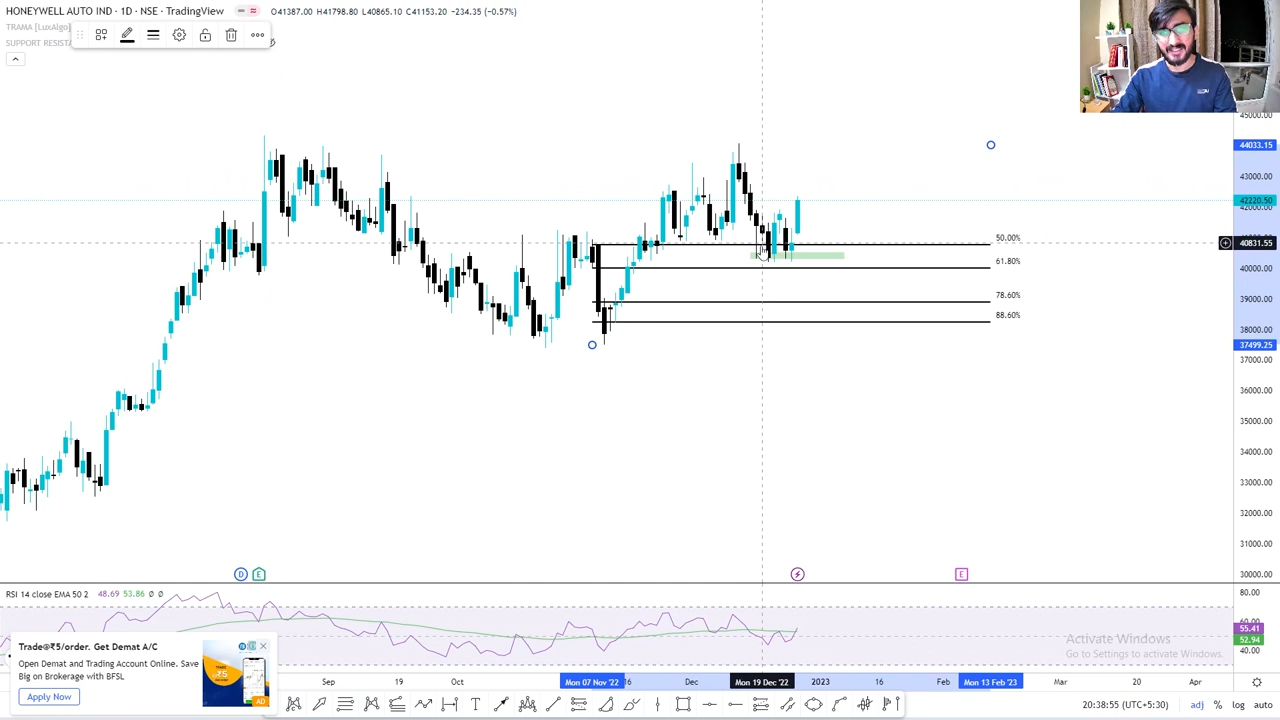 HONEYWELL AUTO IND · 1D · NSE - TradingView
O41387.00 H41798.80 L40865.10 C41153.20 -234.35 (-0.57%)
TRAMA [LuxAlgo]
SUPPORT RESISTA
45000.00
44033.15
43000.00
42220.50
42000.00
50.00%
40831.55
61.80%
40000.00
78.60%
39000.00
88.60%
38000.00
37499.25
37000.00
36000.00
35000.00
34000.00
33000.00
32000.00
31000.00
D E E
30000.00
RSI 14 close EMA 50 2 48.69 53.86 Ø Ø
80.00
55.41
52.94
40.00
Trade@₹5/order. Get Demat A/C
Open Demat and Trading Account Online. Save
Big on Brokerage with BFSL
Apply Now
TRADE
@₹5
AD
Activate Windows
Go to Settings to activate Windows.
Sep 19 Oct Mon 07 Nov '22 16 Dec Mon 19 Dec '22 2023 16 Feb Mon 13 Feb '23 Mar 20 Apr
20:38:55 (UTC+5:30) adj % log auto